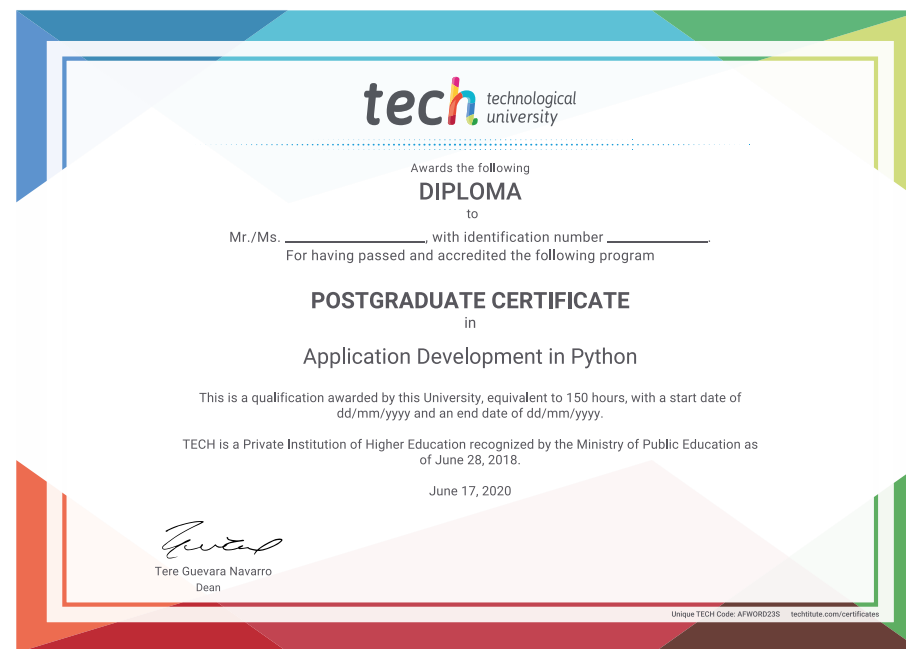 tech technological
university
Awards the following
DIPLOMA
to
Mr./Ms. ____________________, with identification number ______________.
For having passed and accredited the following program
POSTGRADUATE CERTIFICATE
in
Application Development in Python
This is a qualification awarded by this University, equivalent to 150 hours, with a start date of
dd/mm/yyyy and an end date of dd/mm/yyyy.
TECH is a Private Institution of Higher Education recognized by the Ministry of Public Education as
of June 28, 2018.
June 17, 2020
Tere Guevara Navarro
Dean
Unique TECH Code: AFWORD23S techtitute.com/certificates